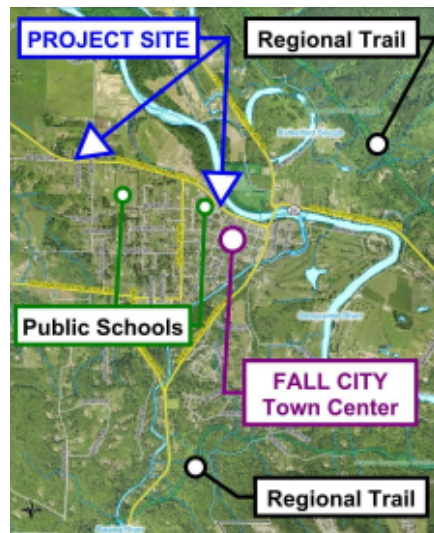 PROJECT SITE
Regional Trail
Public Schools
FALL CITY
Town Center
Regional Trail